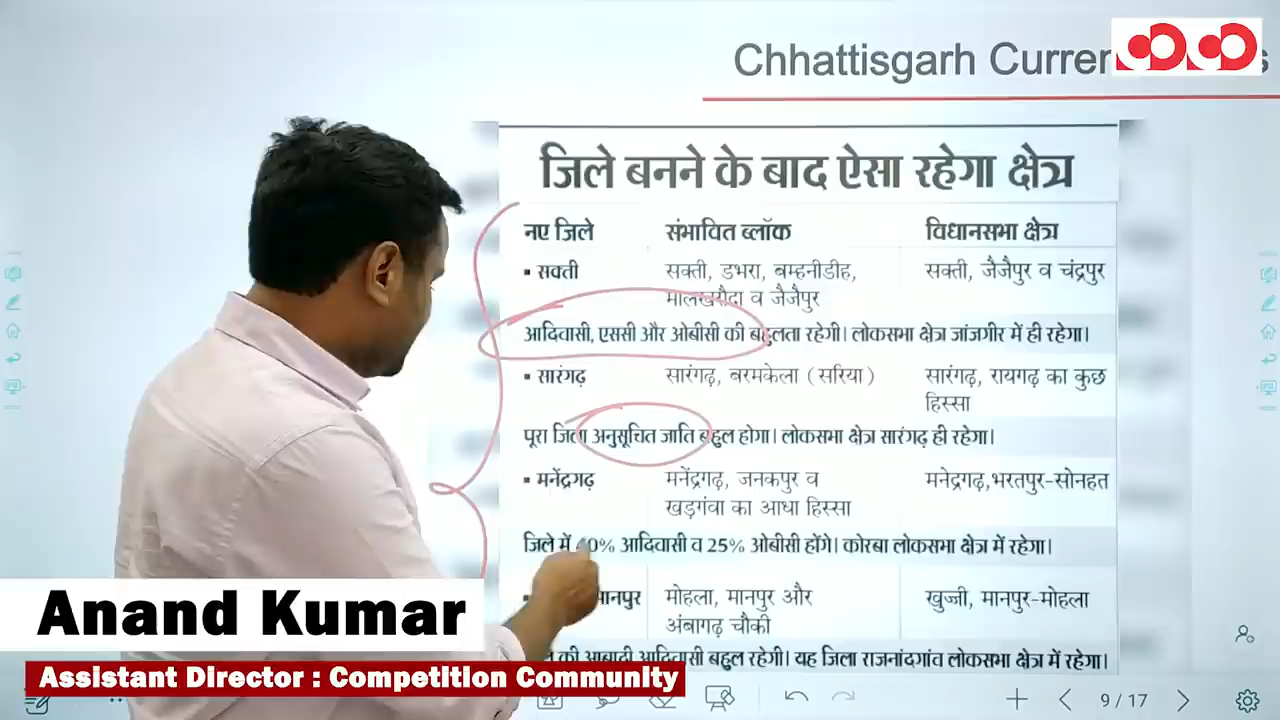 Chhattisgarh Curren
जिले बनने के बाद ऐसा रहेगा क्षेत्र
नए जिले संभावित ब्लॉक विधानसभा क्षेत्र
▪ सक्ती सक्ती, डभरा, बम्हनीडीह, सक्ती, जैजैपुर व चंद्रपुर
मालखरौदा व जैजैपुर
आदिवासी, एससी और ओबीसी की बहुलता रहेगी। लोकसभा क्षेत्र जांजगीर में ही रहेगा।
▪ सारंगढ़ सारंगढ़, बरमकेला (सरिया) सारंगढ़, रायगढ़ का कुछ
हिस्सा
पूरा जिला अनुसूचित जाति बहुल होगा। लोकसभा क्षेत्र सारंगढ़ ही रहेगा।
▪ मनेंद्रगढ़ मनेंद्रगढ़, जनकपुर व मनेद्रगढ़,भरतपुर-सोनहत
खड़गंवा का आधा हिस्सा
जिले में 0% आदिवासी व 25% ओबीसी होंगे। कोरबा लोकसभा क्षेत्र में रहेगा।
मानपुर मोहला, मानपुर और खुज्जी, मानपुर-मोहला
अंबागढ़ चौकी
की आबादी आदिवासी बहुल रहेगी। यह जिला राजनांदगांव लोकसभा क्षेत्र में रहेगा।
Anand Kumar
Assistant Director : Competition Community
9 / 17